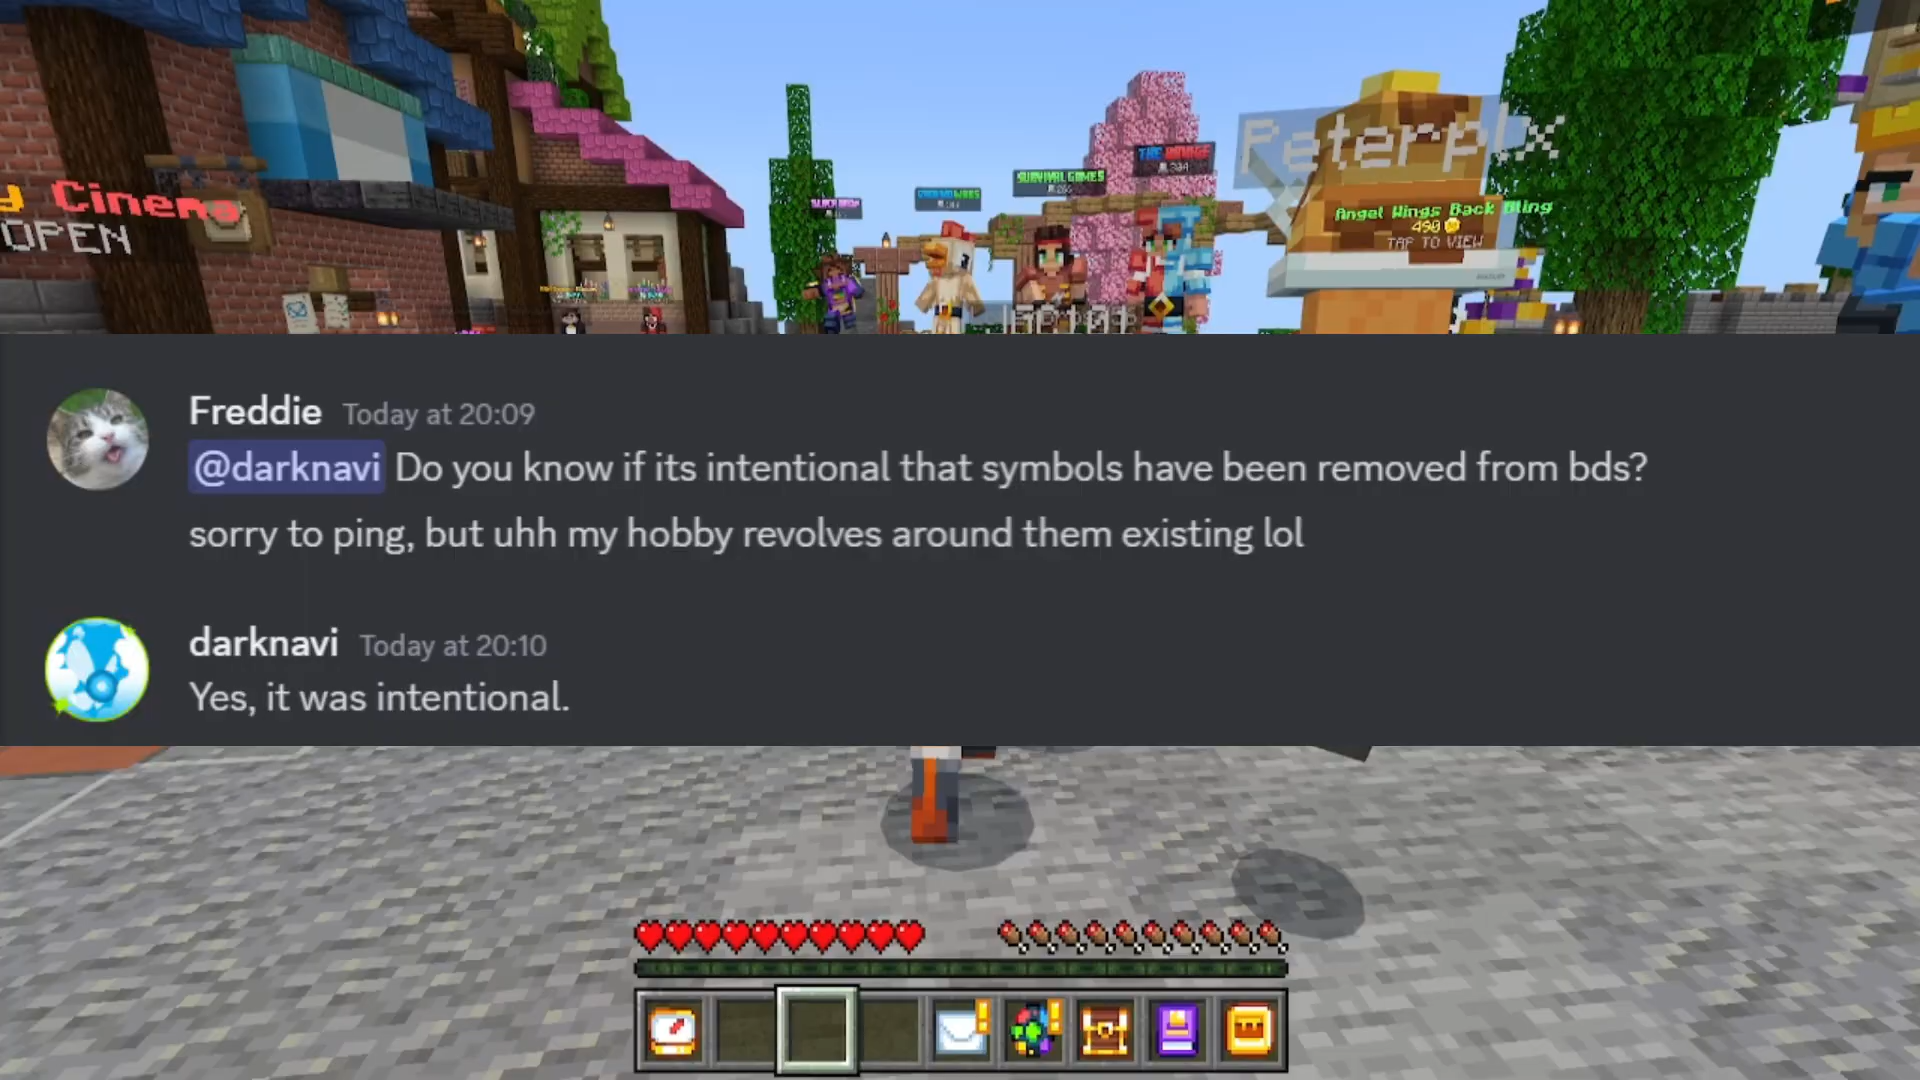 Peterplx
THE BRIDGE
SURVIVAL GAMES
Angel Wings Back Bling
490
TAP TO VIEW
y Cinema
OPEN
Freddie Today at 20:09
@darknavi Do you know if its intentional that symbols have been removed from bds?
sorry to ping, but uhh my hobby revolves around them existing lol
darknavi Today at 20:10
Yes, it was intentional.